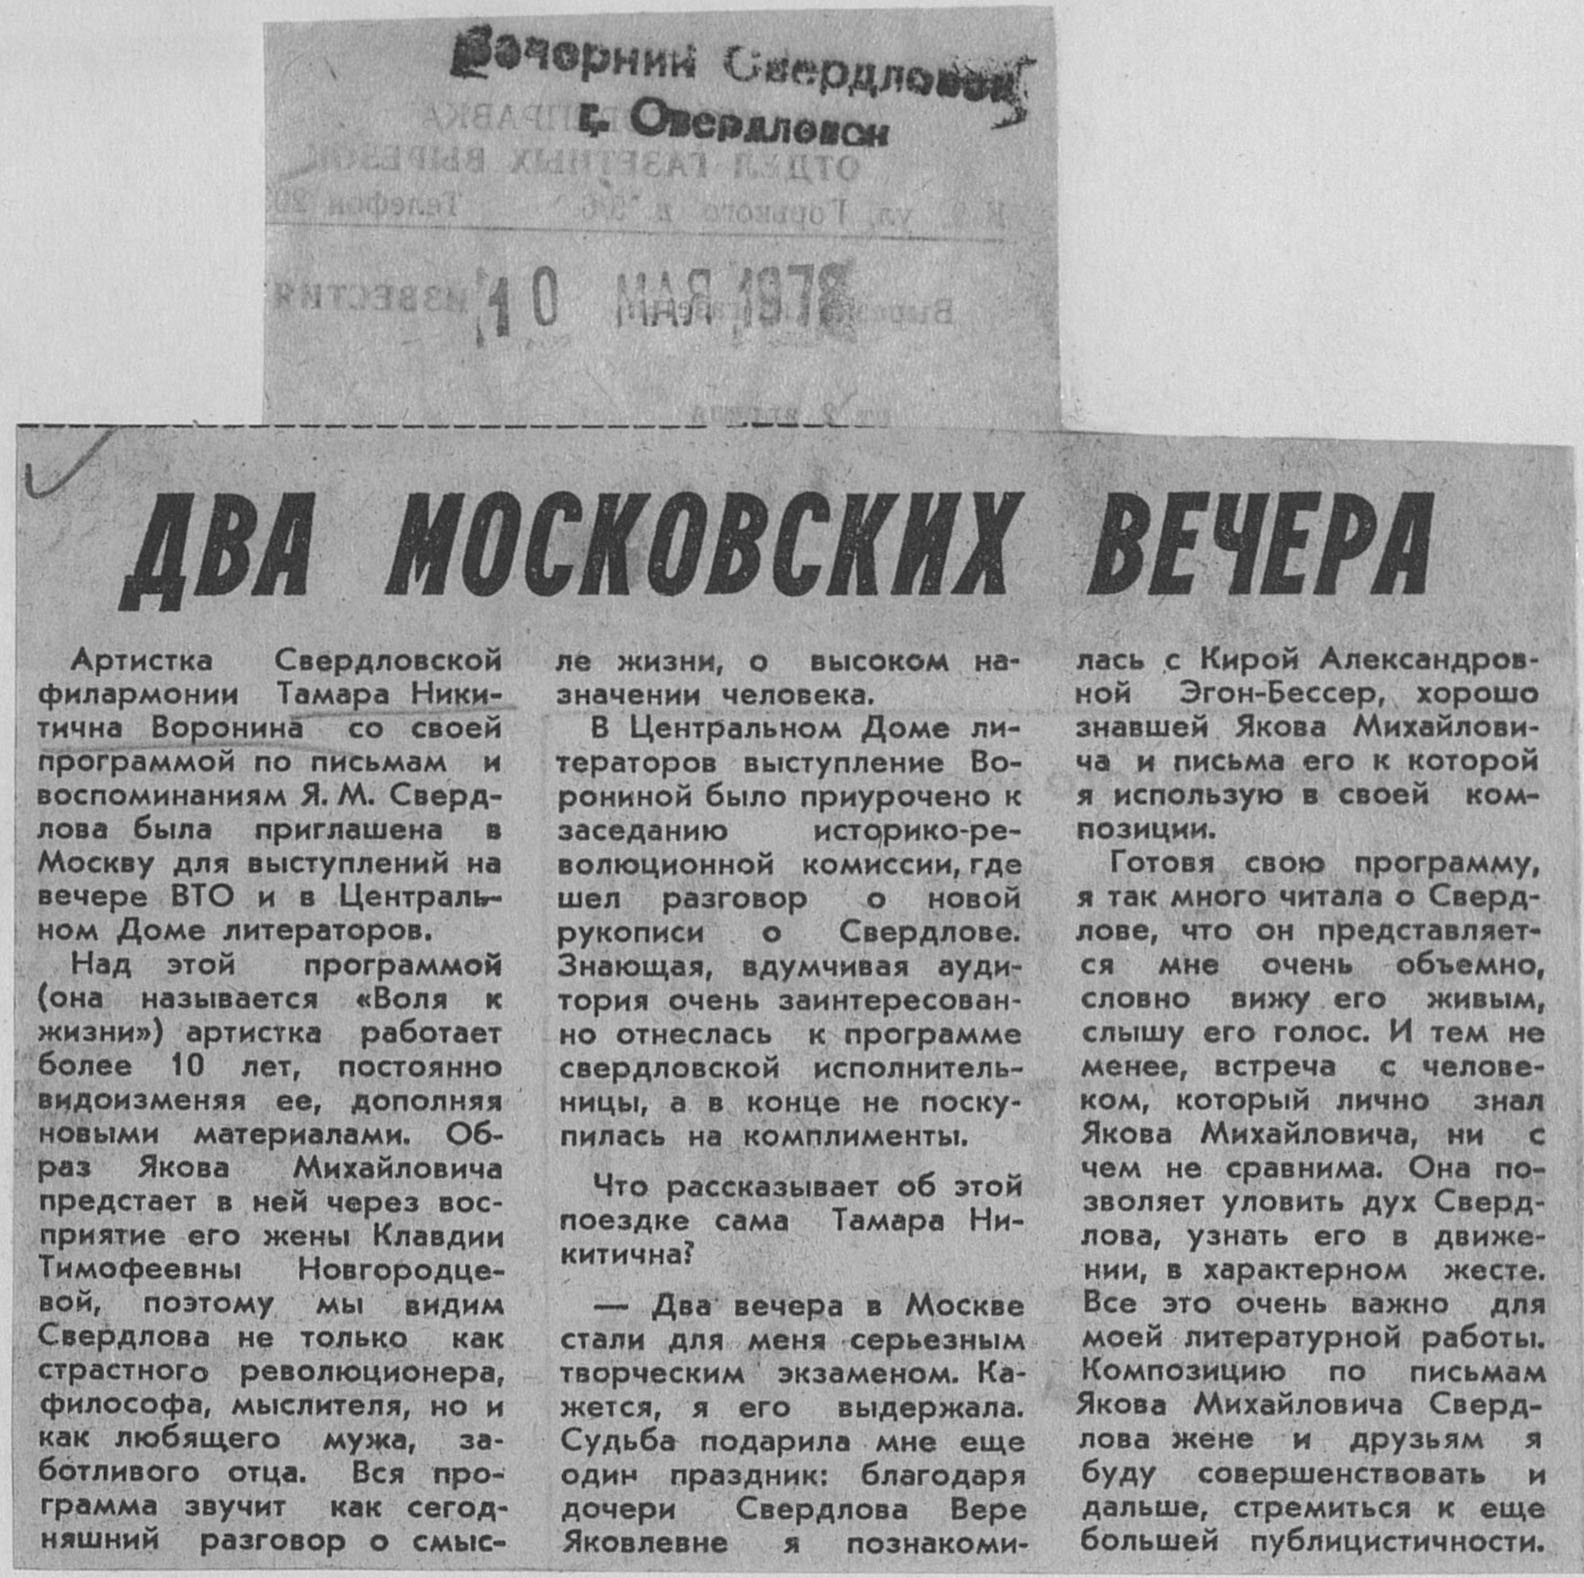 Вечерний Свердловск
г. Свердловск
10 МАЯ 1978
ДВА МОСКОВСКИХ ВЕЧЕРА
Артистка Свердловской
филармонии Тамара Ники-
тична Воронина со своей
программой по письмам и
воспоминаниям Я. М. Сверд-
лова была приглашена в
Москву для выступлений на
вечере ВТО и в Централь-
ном Доме литераторов.
Над этой программой
(она называется «Воля к
жизни») артистка работает
более 10 лет, постоянно
видоизменяя ее, дополняя
новыми материалами. Об-
раз Якова Михайловича
предстает в ней через вос-
приятие его жены Клавдии
Тимофеевны Новгородце-
вой, поэтому мы видим
Свердлова не только как
страстного революционера,
философа, мыслителя, но и
как любящего мужа, за-
ботливого отца. Вся про-
грамма звучит как сегод-
няшний разговор о смыс-
ле жизни, о высоком на-
значении человека.
В Центральном Доме ли-
тераторов выступление Во-
рониной было приурочено к
заседанию историко-ре-
волюционной комиссии, где
шел разговор о новой
рукописи о Свердлове.
Знающая, вдумчивая ауди-
тория очень заинтересован-
но отнеслась к программе
свердловской исполнитель-
ницы, а в конце не поску-
пилась на комплименты.
Что рассказывает об этой
поездке сама Тамара Ни-
китична?
— Два вечера в Москве
стали для меня серьезным
творческим экзаменом. Ка-
жется, я его выдержала.
Судьба подарила мне еще
один праздник: благодаря
дочери Свердлова Вере
Яковлевне я познакоми-
лась с Кирой Александров-
ной Эгон-Бессер, хорошо
знавшей Якова Михайлови-
ча и письма его к которой
я использую в своей ком-
позиции.
Готовя свою программу,
я так много читала о Сверд-
лове, что он представляет-
ся мне очень объемно,
словно вижу его живым,
слышу его голос. И тем не
менее, встреча с челове-
ком, который лично знал
Якова Михайловича, ни с
чем не сравнима. Она по-
зволяет уловить дух Сверд-
лова, узнать его в движе-
нии, в характерном жесте.
Все это очень важно для
моей литературной работы.
Композицию по письмам
Якова Михайловича Сверд-
лова жене и друзьям я
буду совершенствовать и
дальше, стремиться к еще
большей публицистичности.